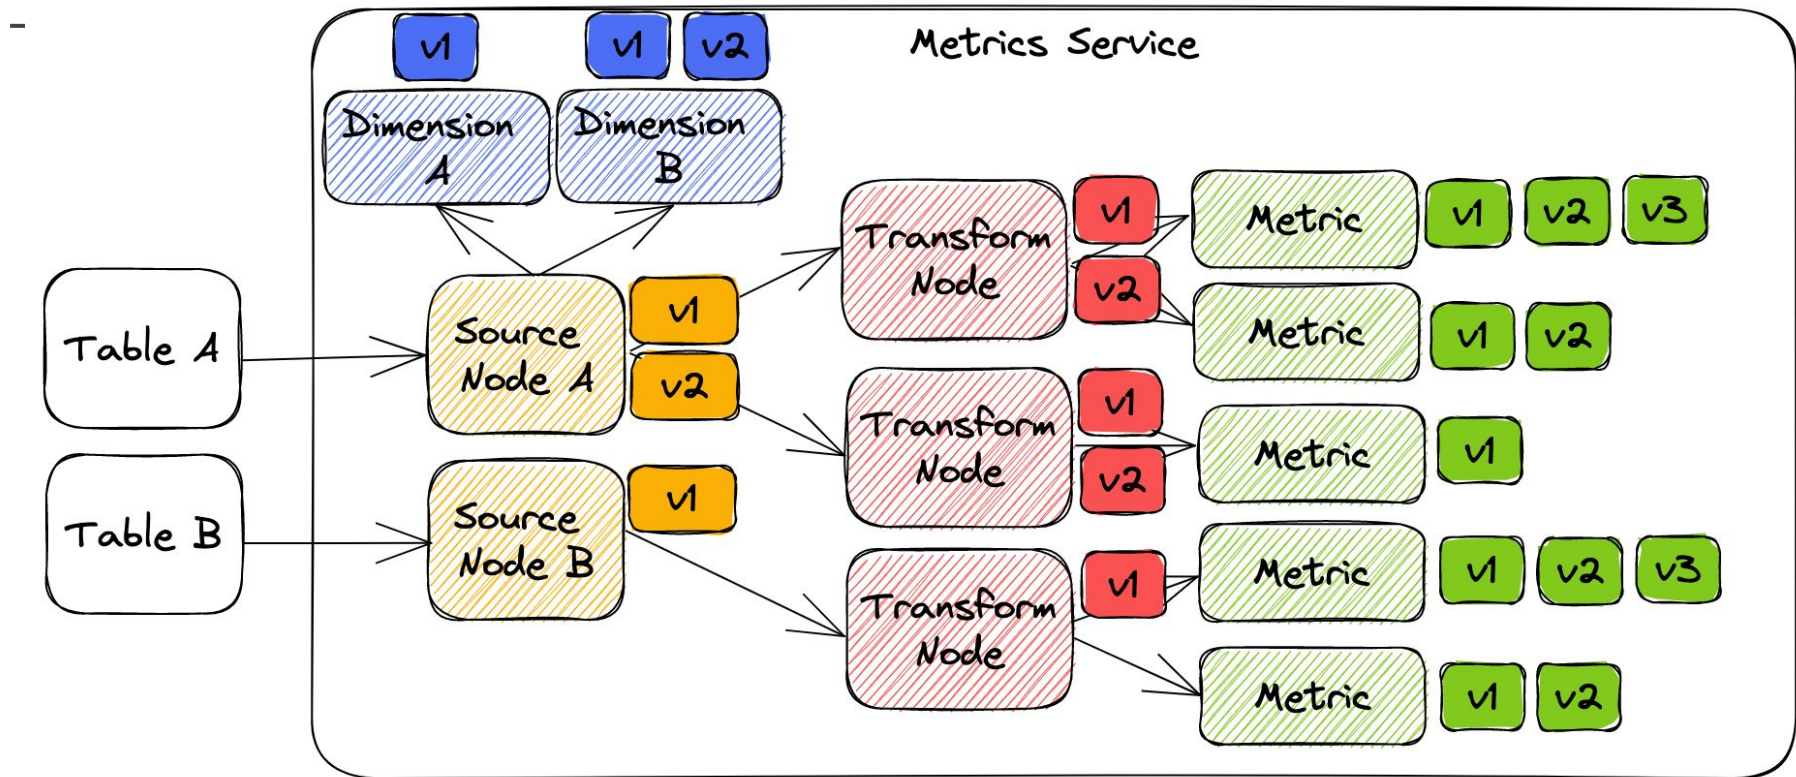 Metrics Service
v1
v1 v2
Dimension
A
Dimension
B
Table A
Table B
Source
Node A
v1
v2
Source
Node B
v1
Transform
Node
v1
v2
Transform
Node
v1
v2
Transform
Node
v1
Metric
v1 v2 v3
Metric
v1 v2
Metric
v1
Metric
v1 v2 v3
Metric
v1 v2